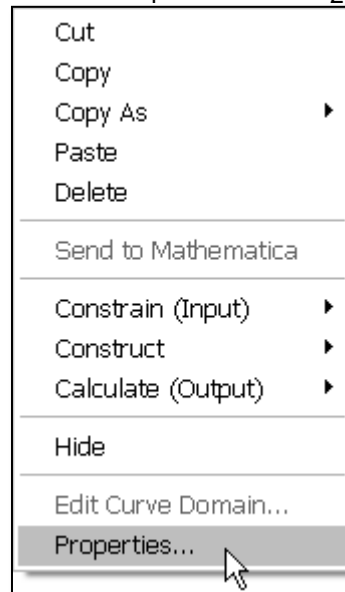 Cut
Copy
Copy As
Paste
Delete
Send to Mathematica
Constrain (Input)
Construct
Calculate (Output)
Hide
Edit Curve Domain...
Properties...